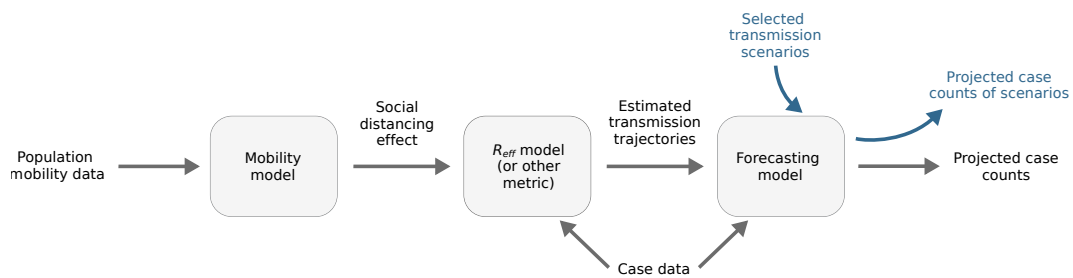 Selected
transmission
scenarios
Projected case
counts of scenarios
Social
distancing
effect
Estimated
transmission
trajectories
Population
mobility data
Mobility
model
R_eff model
(or other
metric)
Forecasting
model
Projected case
counts
Case data